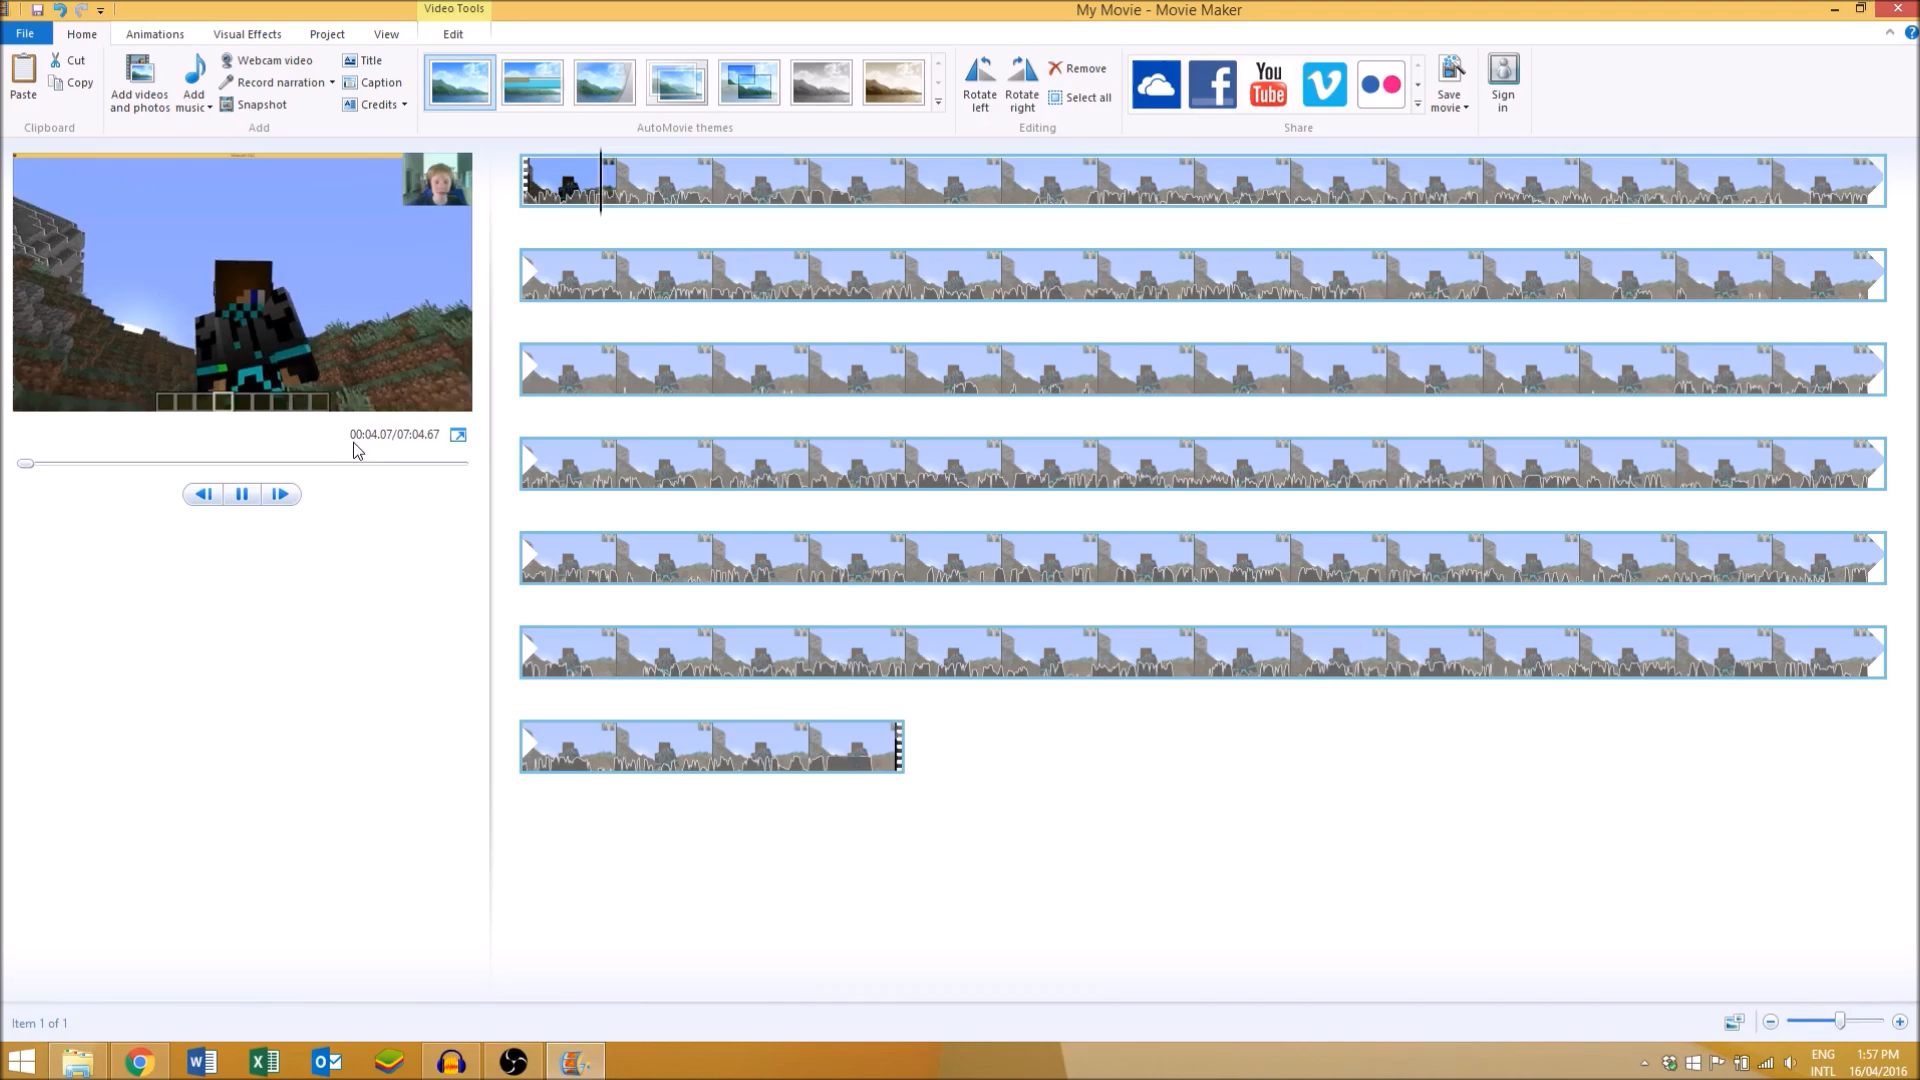 Video Tools
My Movie - Movie Maker
File
Home
Animations
Visual Effects
Project
View
Edit
Paste
Cut
Copy
Clipboard
Add videos
and photos
Add
music
Webcam video
Record narration
Snapshot
Title
Caption
Credits
Add
AutoMovie themes
Rotate
left
Rotate
right
Remove
Select all
Editing
You
Tube
Share
Save
movie
Sign
in
00:04.07/07:04.67
Item 1 of 1
ENG
INTL
1:57 PM
16/04/2016